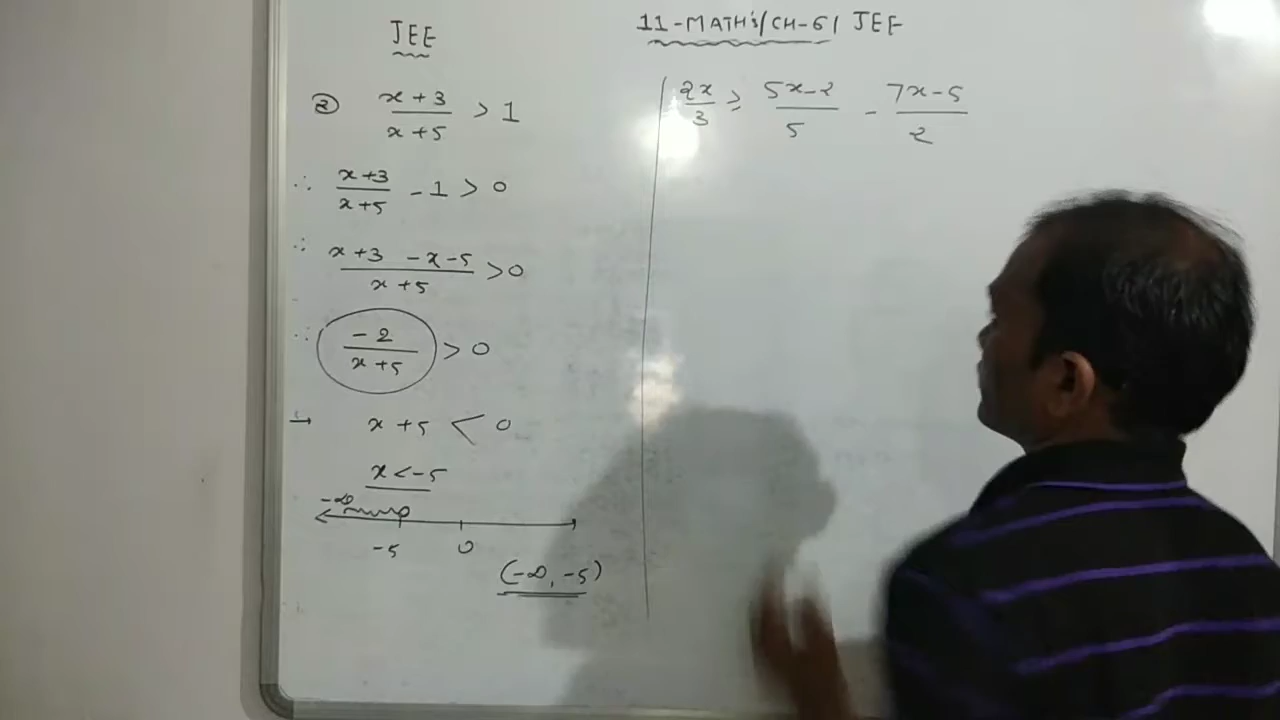 JEE
11-MATH's/CH-6/ JEE
② (x+3)/(x+5) > 1
∴ (x+3)/(x+5) - 1 > 0
∴ (x+3 -x-5)/(x+5) > 0
∴ (-2)/(x+5) > 0
→ x+5 < 0
x < -5
-∞
-5 0
(-∞, -5)
2x/3 ≥ (5x-2)/5 - (7x-5)/2